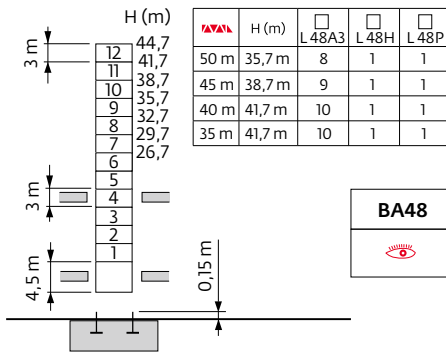 H (m)
3 m
12 44,7
11 41,7
10 38,7
9 35,7
8 32,7
7 29,7
6 26,7
5
3 m
4
3
2
1
4,5 m
0,15 m
H (m) L 48A3 L 48H L 48P
50 m 35,7 m 8 1 1
45 m 38,7 m 9 1 1
40 m 41,7 m 10 1 1
35 m 41,7 m 10 1 1
BA48